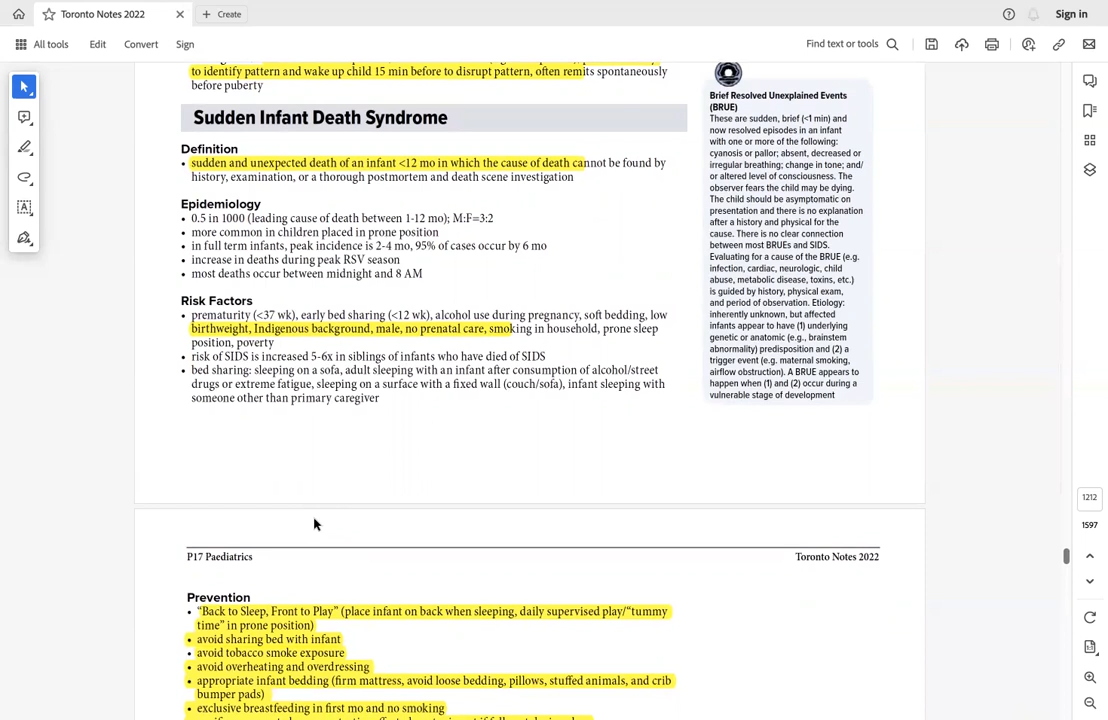 Toronto Notes 2022
Create
Sign in
All tools
Edit
Convert
Sign
Find text or tools
to identify pattern and wake up child 15 min before to disrupt pattern, often remits spontaneously
before puberty
Sudden Infant Death Syndrome
Definition
• sudden and unexpected death of an infant <12 mo in which the cause of death cannot be found by
history, examination, or a thorough postmortem and death scene investigation
Epidemiology
• 0.5 in 1000 (leading cause of death between 1-12 mo); M:F=3:2
• more common in children placed in prone position
• in full term infants, peak incidence is 2-4 mo, 95% of cases occur by 6 mo
• increase in deaths during peak RSV season
• most deaths occur between midnight and 8 AM
Risk Factors
• prematurity (<37 wk), early bed sharing (<12 wk), alcohol use during pregnancy, soft bedding, low
birthweight, Indigenous background, male, no prenatal care, smoking in household, prone sleep
position, poverty
• risk of SIDS is increased 5-6x in siblings of infants who have died of SIDS
• bed sharing: sleeping on a sofa, adult sleeping with an infant after consumption of alcohol/street
drugs or extreme fatigue, sleeping on a surface with a fixed wall (couch/sofa), infant sleeping with
someone other than primary caregiver
Brief Resolved Unexplained Events
(BRUE)
These are sudden, brief (<1 min) and
now resolved episodes in an infant
with one or more of the following:
cyanosis or pallor; absent, decreased or
irregular breathing; change in tone; and/
or altered level of consciousness. The
observer fears the child may be dying.
The child should be asymptomatic on
presentation and there is no explanation
after a history and physical for the
cause. There is no clear connection
between most BRUEs and SIDS.
Evaluating for a cause of the BRUE (e.g.
infection, cardiac, neurologic, child
abuse, metabolic disease, toxins, etc.)
is guided by history, physical exam,
and period of observation. Etiology:
inherently unknown, but affected
infants appear to have (1) underlying
genetic or anatomic (e.g., brainstem
abnormality) predisposition and (2) a
trigger event (e.g. maternal smoking,
airflow obstruction). A BRUE appears to
happen when (1) and (2) occur during a
vulnerable stage of development
1212
1597
P17 Paediatrics
Toronto Notes 2022
Prevention
• “Back to Sleep, Front to Play” (place infant on back when sleeping, daily supervised play/“tummy
time” in prone position)
• avoid sharing bed with infant
• avoid tobacco smoke exposure
• avoid overheating and overdressing
• appropriate infant bedding (firm mattress, avoid loose bedding, pillows, stuffed animals, and crib
bumper pads)
• exclusive breastfeeding in first mo and no smoking